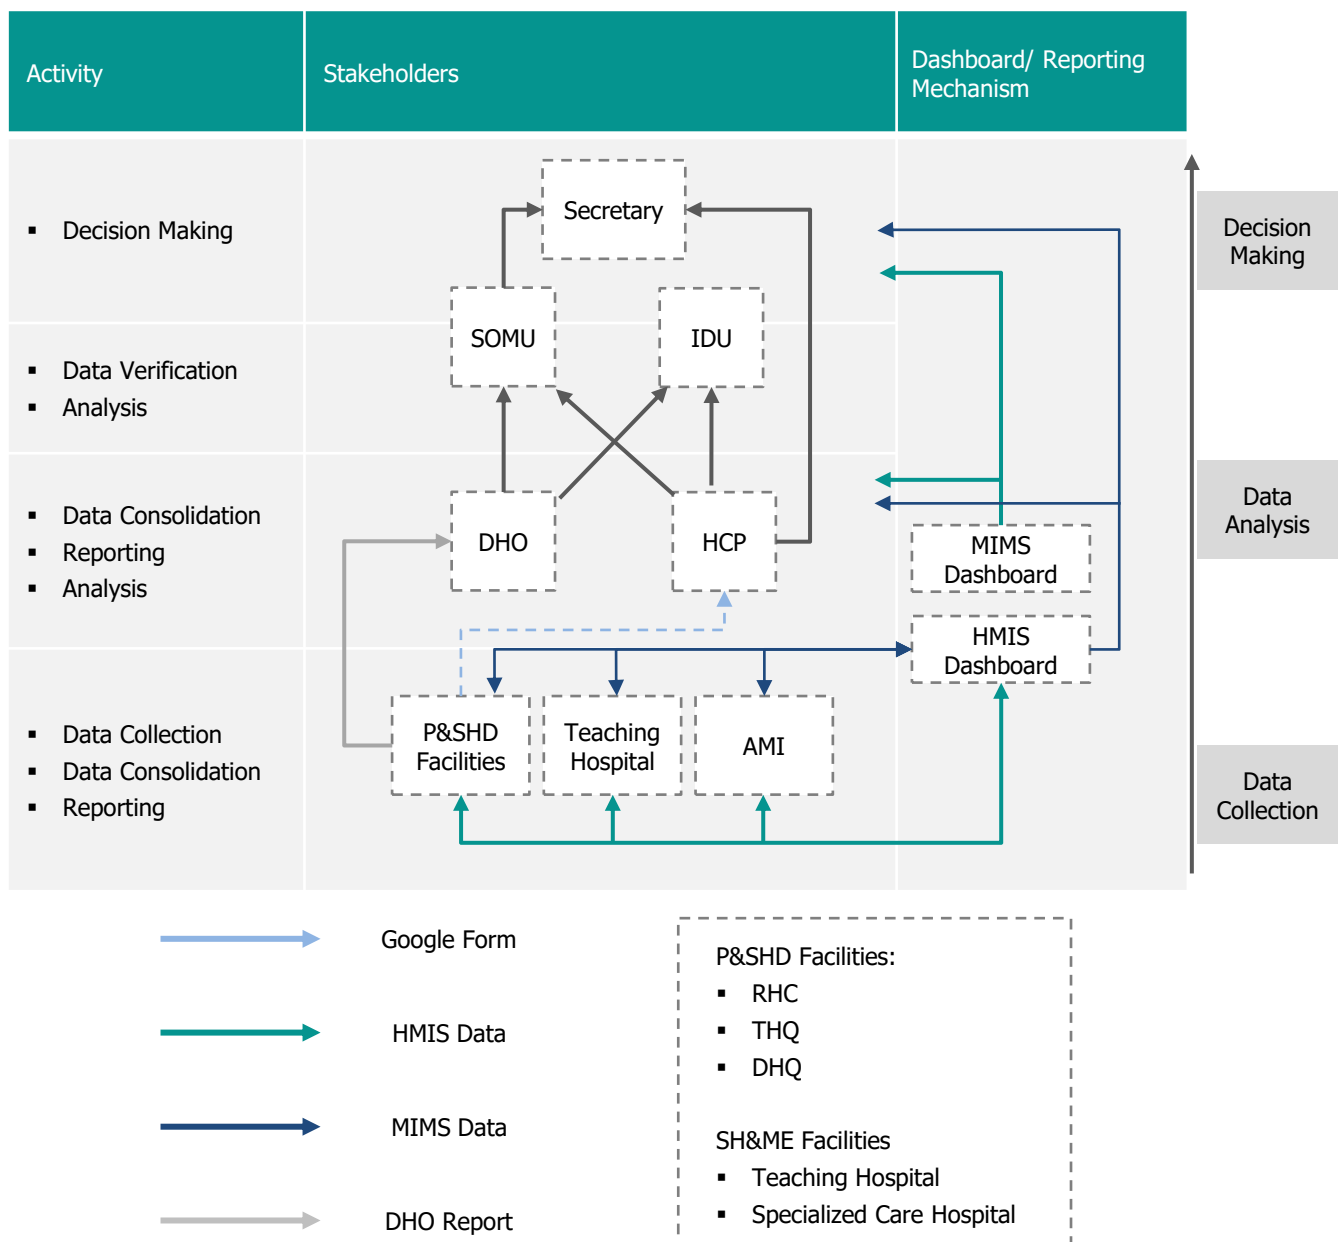 Activity
Stakeholders
Dashboard/ Reporting
Mechanism
▪ Decision Making
Secretary
Decision
Making
SOMU
IDU
▪ Data Verification
▪ Analysis
▪ Data Consolidation
▪ Reporting
▪ Analysis
DHO
HCP
MIMS
Dashboard
Data
Analysis
HMIS
Dashboard
▪ Data Collection
▪ Data Consolidation
▪ Reporting
P&SHD
Facilities
Teaching
Hospital
AMI
Data
Collection
Google Form
HMIS Data
MIMS Data
DHO Report
P&SHD Facilities:
▪ RHC
▪ THQ
▪ DHQ
SH&ME Facilities
▪ Teaching Hospital
▪ Specialized Care Hospital